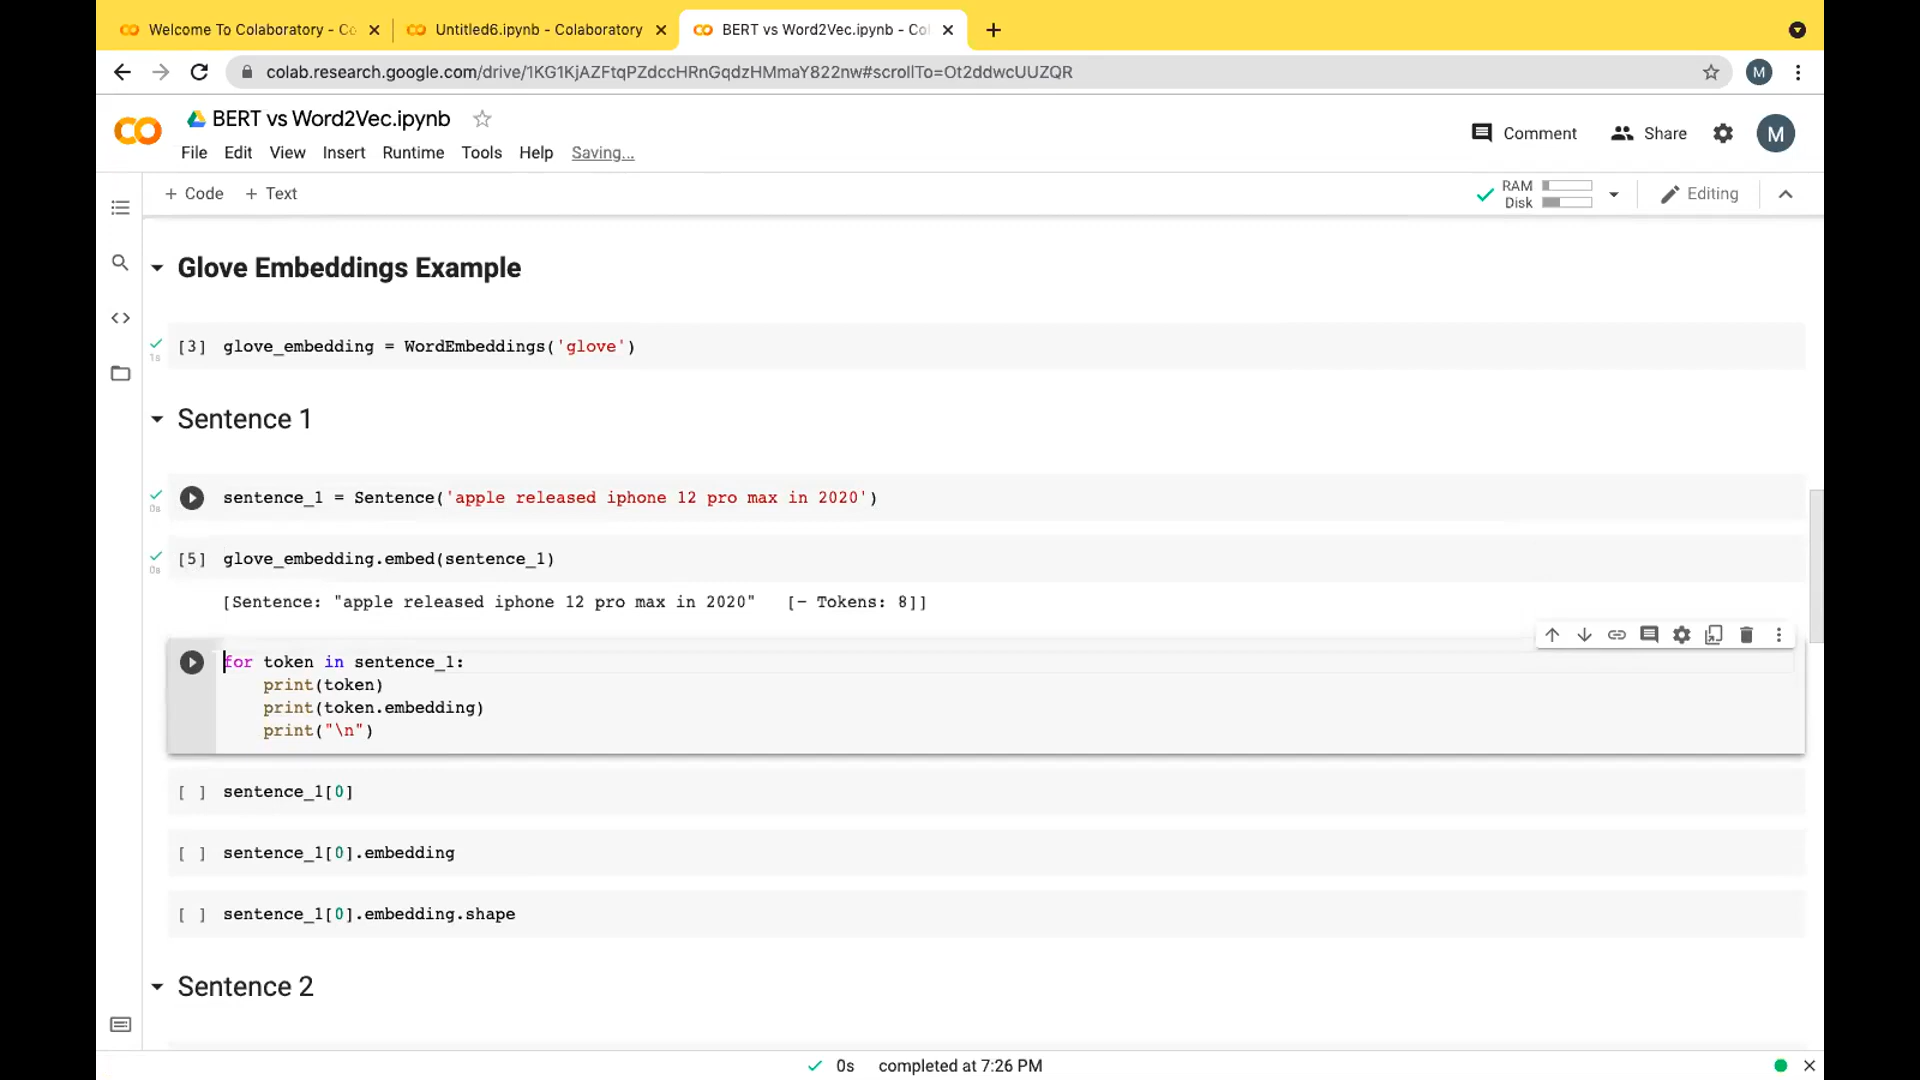 Welcome To Colaboratory - Co
Untitled6.ipynb - Colaboratory
BERT vs Word2Vec.ipynb - Co
colab.research.google.com/drive/1KG1KjAZFtqPZdccHRnGqdzHMmaY822nw#scrollTo=Ot2ddwcUUZQR
M
BERT vs Word2Vec.ipynb
Comment
Share
M
File Edit View Insert Runtime Tools Help Saving...
+ Code + Text
RAM
Disk
Editing
Glove Embeddings Example
1s
[3] glove_embedding = WordEmbeddings('glove')
Sentence 1
0s
sentence_1 = Sentence('apple released iphone 12 pro max in 2020')
0s
[5] glove_embedding.embed(sentence_1)
[Sentence: "apple released iphone 12 pro max in 2020" [− Tokens: 8]]
for token in sentence_1:
print(token)
print(token.embedding)
print("\n")
[ ] sentence_1[0]
[ ] sentence_1[0].embedding
[ ] sentence_1[0].embedding.shape
Sentence 2
0s completed at 7:26 PM